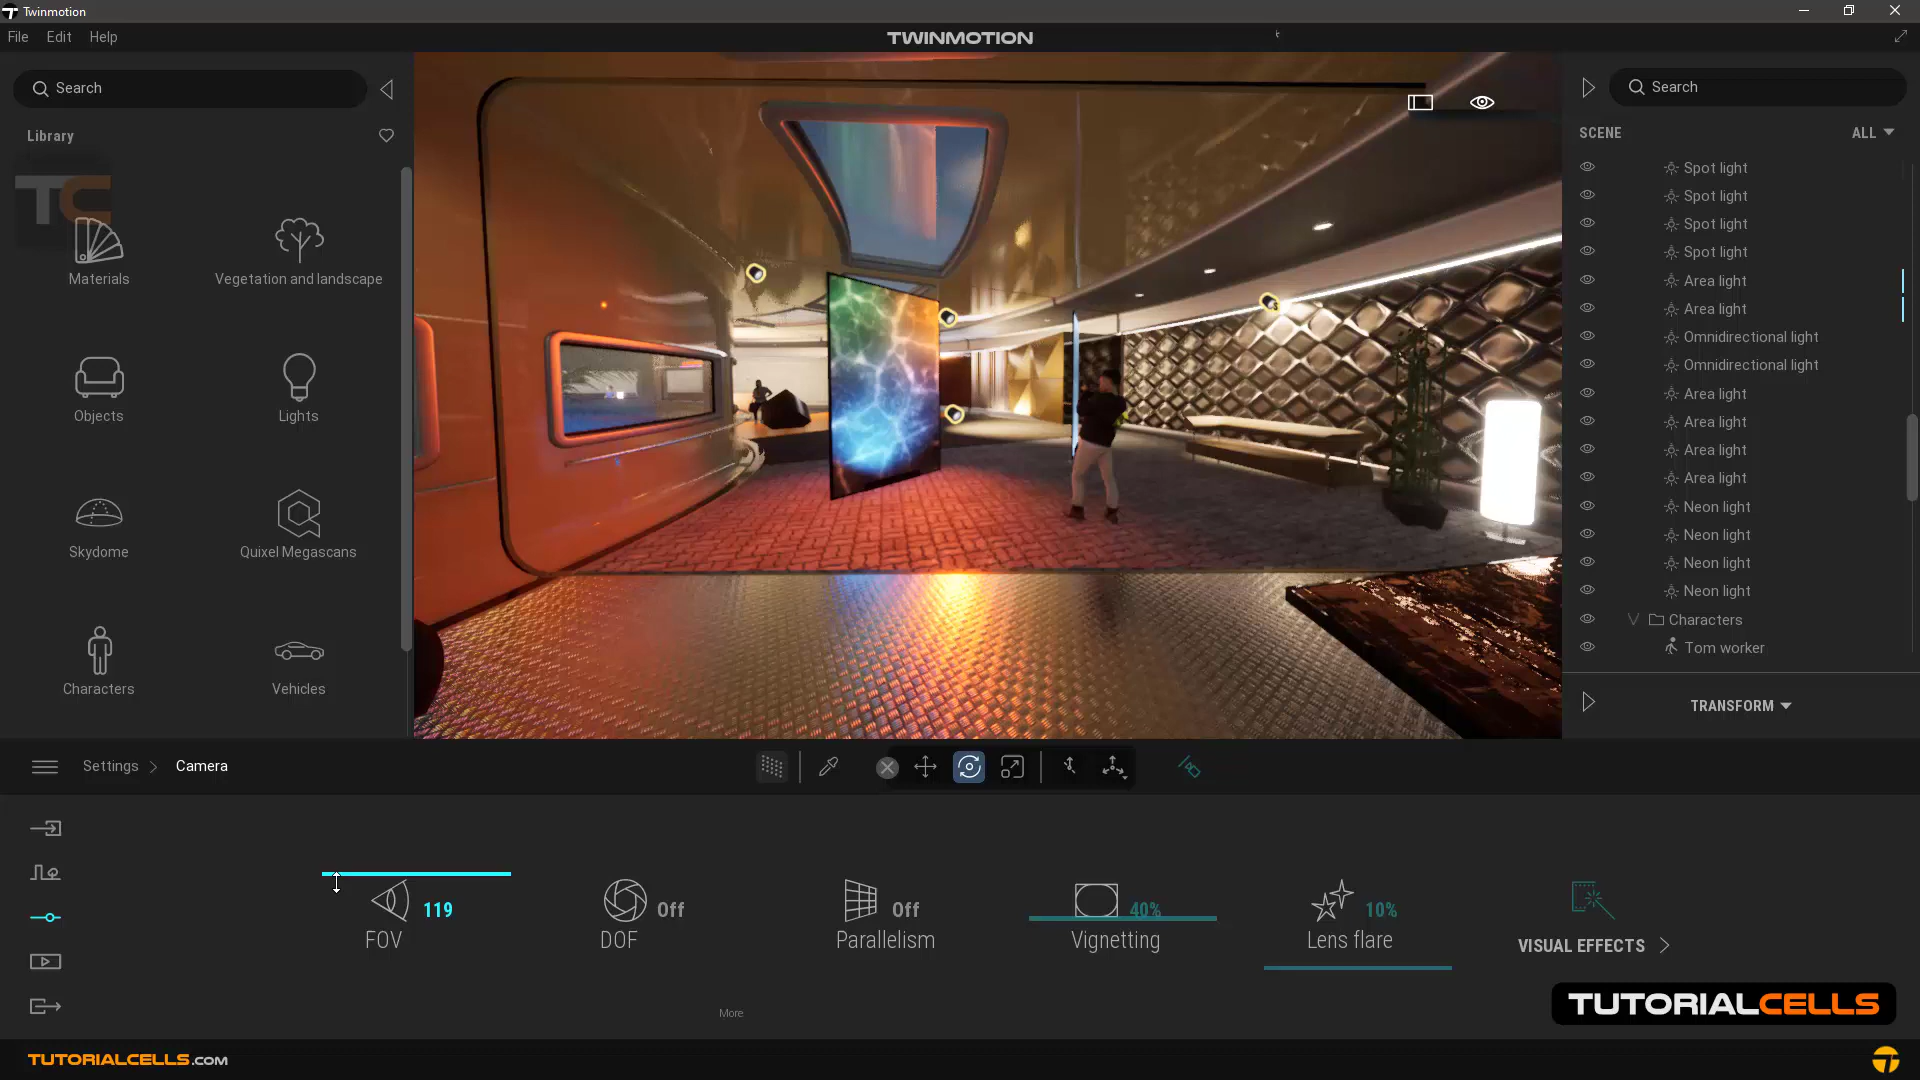 Twinmotion
File Edit Help
TWINMOTION
Search
Library
TC
Materials
Vegetation and landscape
Objects
Lights
Skydome
Quixel Megascans
Characters
Vehicles
Search
SCENE
ALL
Spot light
Spot light
Spot light
Spot light
Area light
Area light
Omnidirectional light
Omnidirectional light
Area light
Area light
Area light
Area light
Neon light
Neon light
Neon light
Neon light
Characters
Tom worker
TRANSFORM
Settings > Camera
119
FOV
Off
DOF
Off
Parallelism
40%
Vignetting
10%
Lens flare
VISUAL EFFECTS
More
TUTORIALCELLS
TUTORIALCELLS.COM